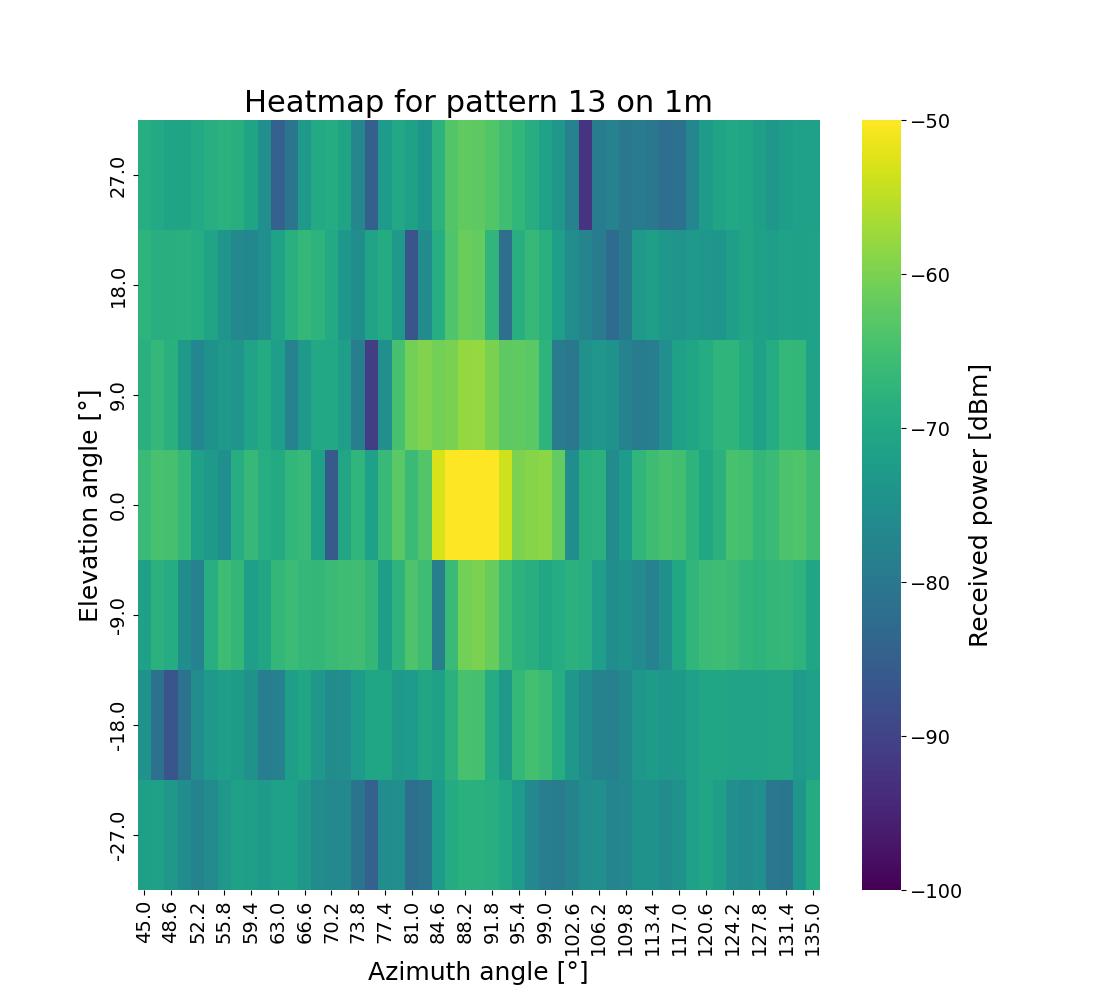 Heatmap for pattern 13 on 1m
27.0
18.0
9.0
0.0
-9.0
-18.0
-27.0
Elevation angle [°]
45.0 48.6 52.2 55.8 59.4 63.0 66.6 70.2 73.8 77.4 81.0 84.6 88.2 91.8 95.4 99.0 102.6 106.2 109.8 113.4 117.0 120.6 124.2 127.8 131.4 135.0
Azimuth angle [°]
−50
−60
−70
−80
−90
−100
Received power [dBm]